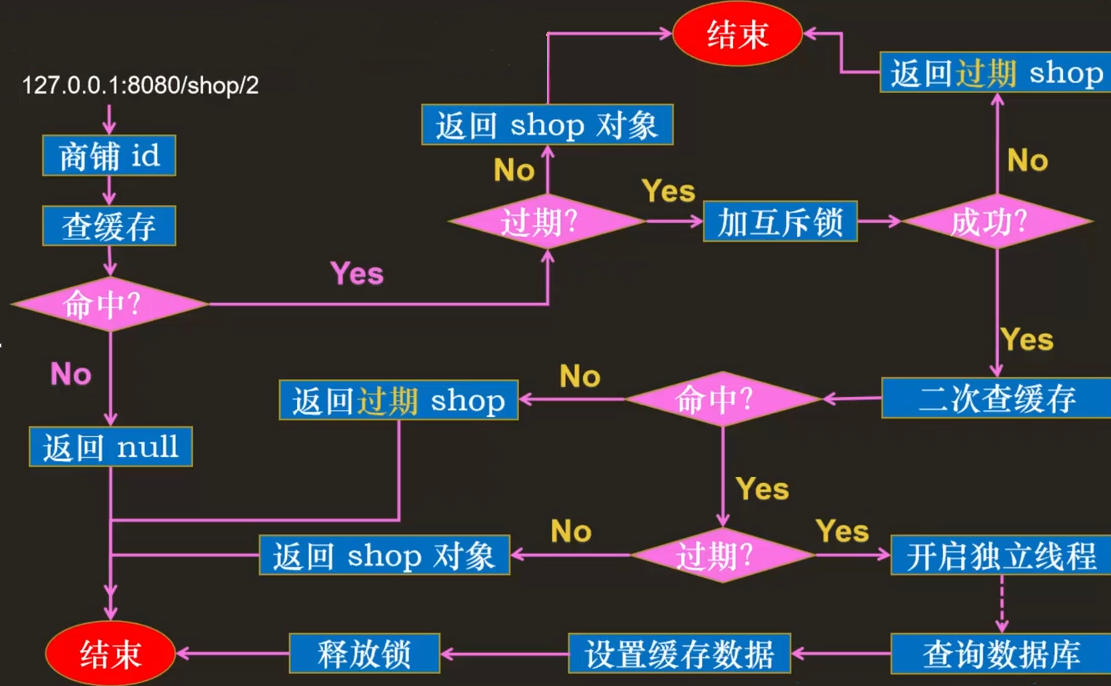 结束
127.0.0.1:8080/shop/2
返回过期 shop
返回 shop 对象
商铺 id
No
No
Yes
查缓存
过期?
加互斥锁
成功?
Yes
命中?
Yes
No
No
返回过期 shop
命中?
二次查缓存
返回 null
Yes
No
Yes
返回 shop 对象
过期?
开启独立线程
结束
释放锁
设置缓存数据
查询数据库